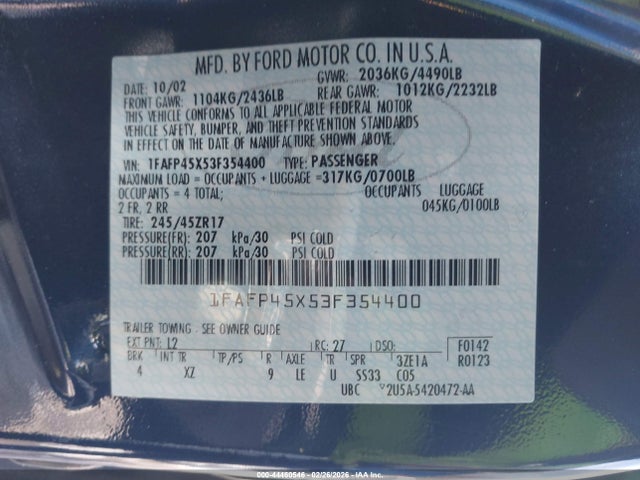 MFD. BY FORD MOTOR CO. IN U.S.A.
DATE: 10/02 GVWR: 2036KG/4490LB
FRONT GAWR: 1104KG/2436LB REAR GAWR: 1012KG/2232LB
THIS VEHICLE CONFORMS TO ALL APPLICABLE FEDERAL MOTOR
VEHICLE SAFETY, BUMPER, AND THEFT PREVENTION STANDARDS
IN EFFECT ON THE DATE OF MANUFACTURE SHOWN ABOVE.
VIN: 1FAFP45X53F354400 TYPE: PASSENGER
MAXIMUM LOAD = OCCUPANTS + LUGGAGE =317KG/0700LB
OCCUPANTS = 4 TOTAL; OCCUPANTS LUGGAGE
2 FR, 2 RR 045KG/0100LB
TIRE: 245/45ZR17
PRESSURE(FR): 207 kPa/30 PSI COLD
PRESSURE(RR): 207 kPa/30 PSI COLD
1FAFP45X53F354400
TRAILER TOWING - SEE OWNER GUIDE
EXT PNT: L2 RC: 27 DSO: F0142
BRK INT TR TP/PS R AXLE TR SPR 3ZE1A R0123
4 XZ 9 LE U SS33 C05
UBC 2U5A-5420472-AA
000-44460546 - 02/26/2026 - IAA Inc.